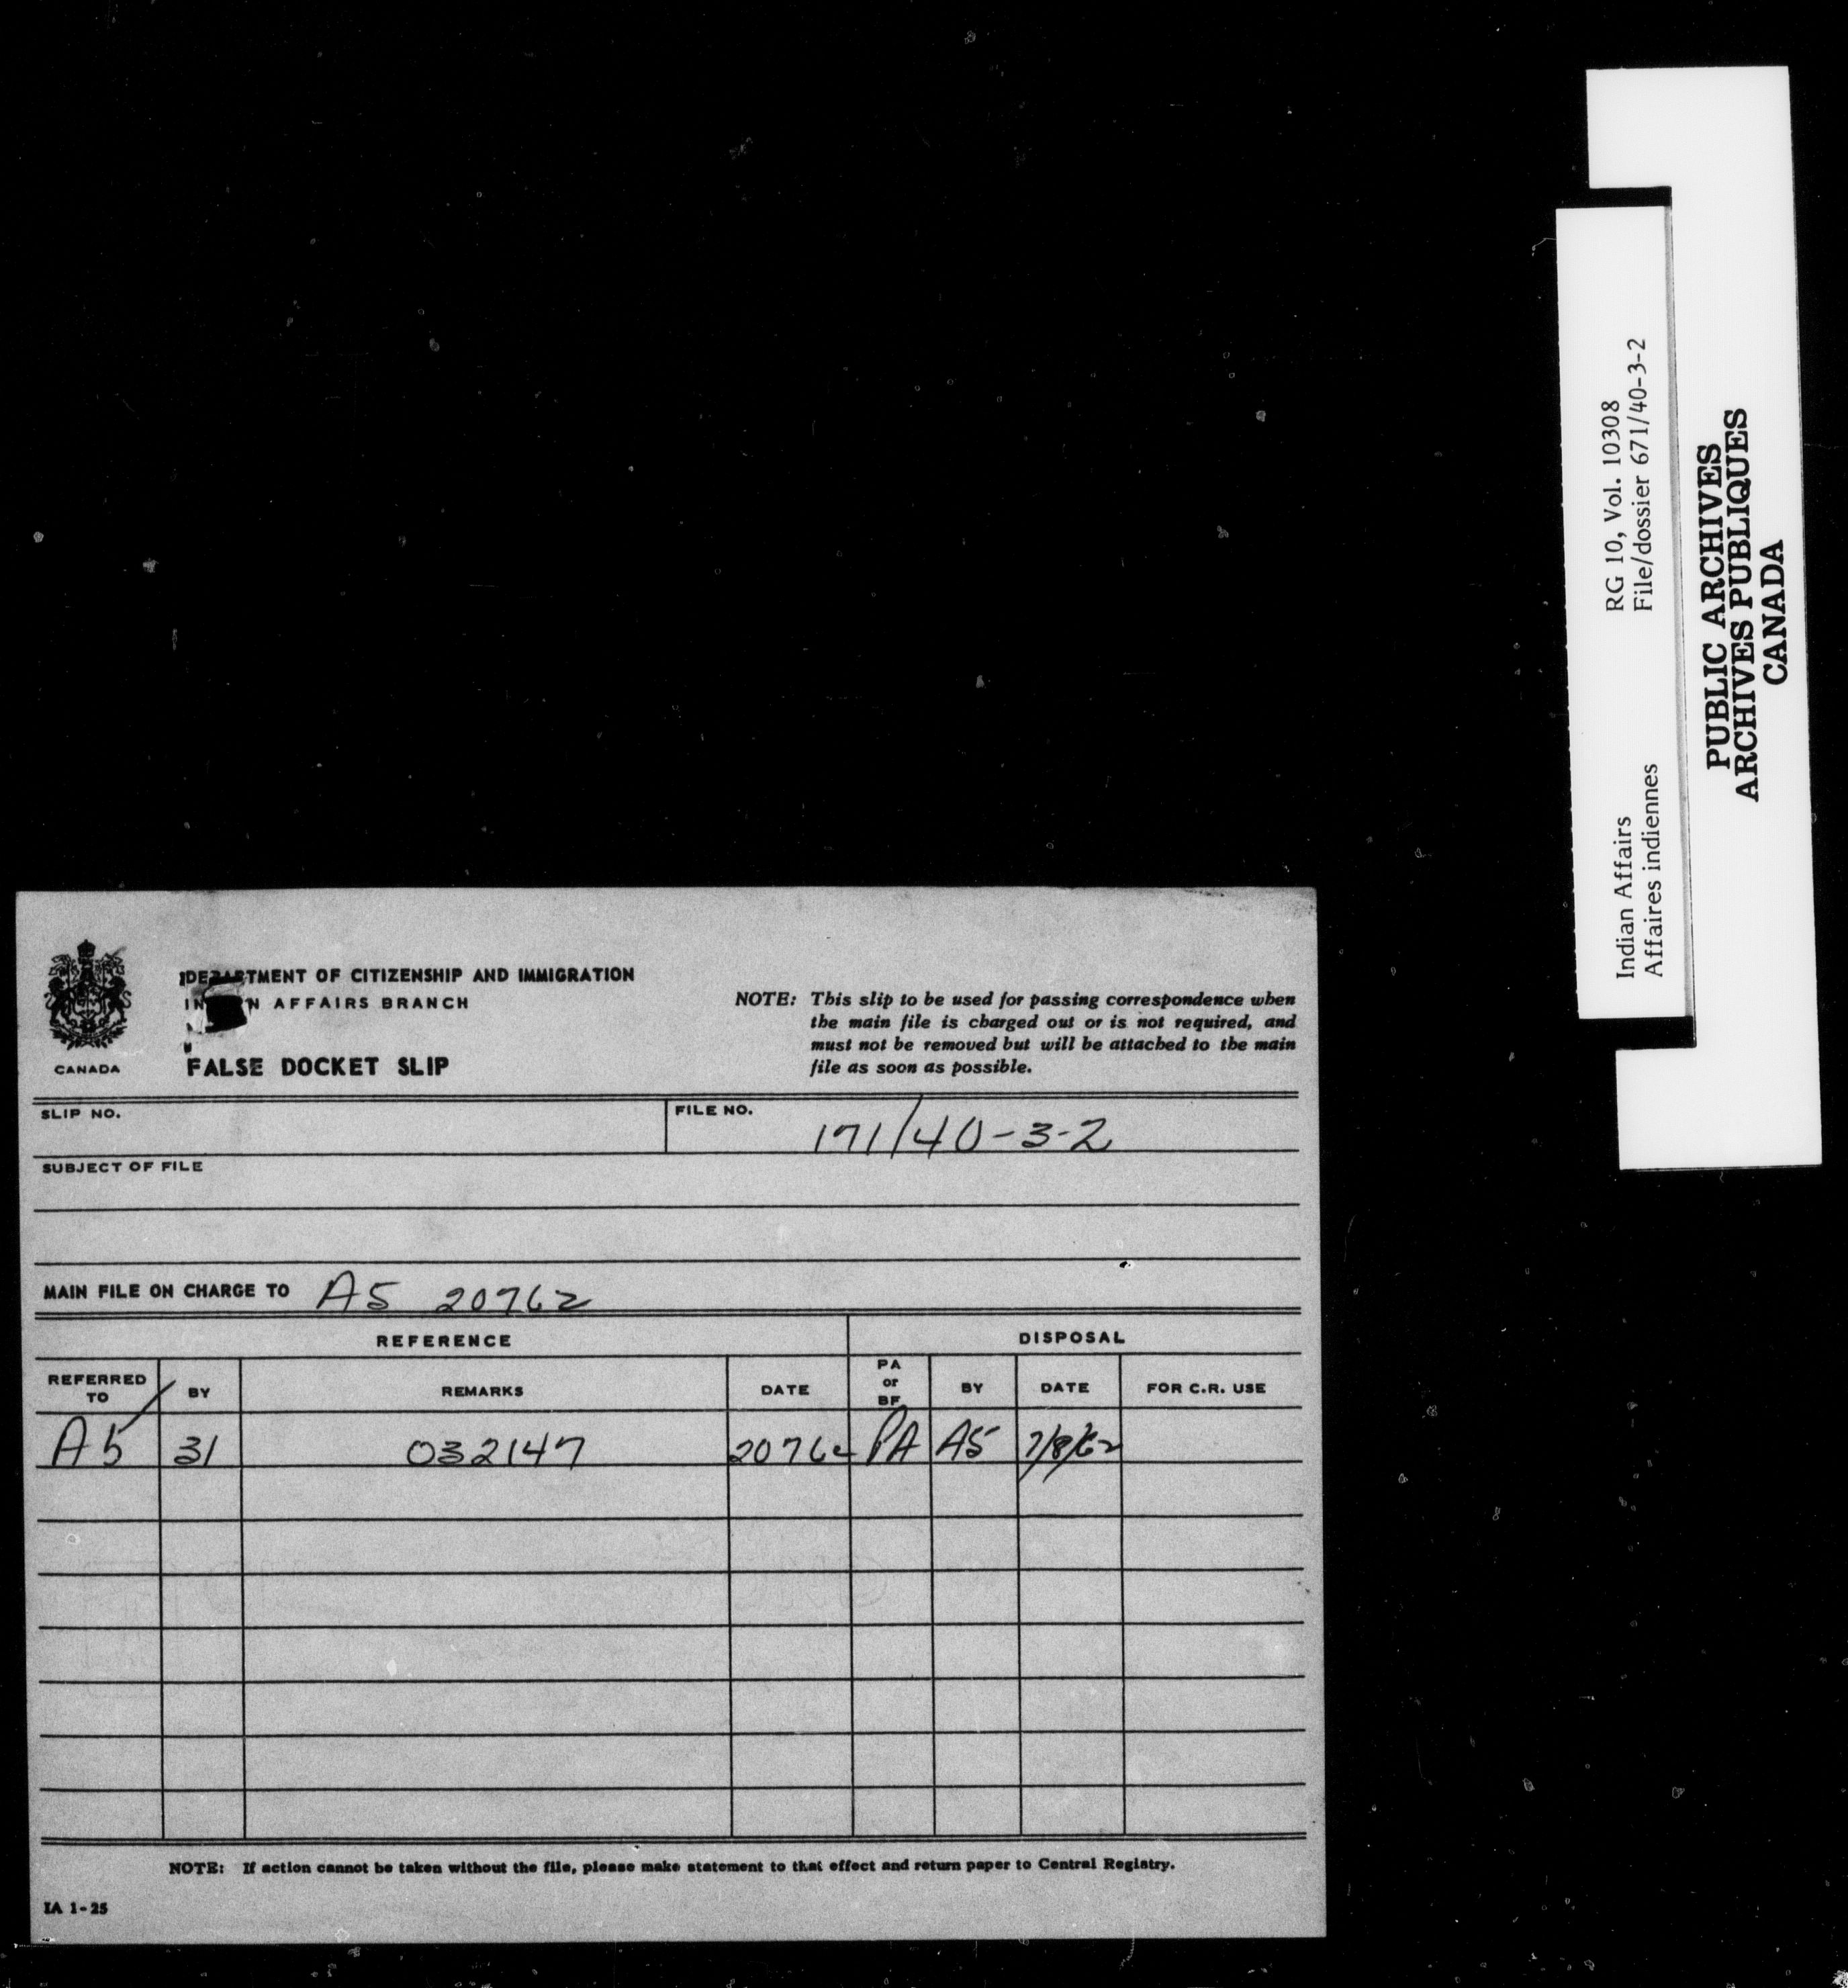 DEPARTMENT OF CITIZENSHIP AND IMMIGRATION
INDIAN AFFAIRS BRANCH
FALSE DOCKET SLIP
CANADA
NOTE: This slip to be used for passing correspondence when
the main file is charged out or is not required, and
must not be removed but will be attached to the main
file as soon as possible.
SLIP NO.
FILE NO. 171/40-3-2
SUBJECT OF FILE
MAIN FILE ON CHARGE TO A5 20762
REFERENCE DISPOSAL
REFERRED TO BY REMARKS DATE PA or BF BY DATE FOR C.R. USE
A5 31 032147 20762 PA A5 7/8/62
NOTE: If action cannot be taken without the file, please make statement to that effect and return paper to Central Registry.
IA 1-25
Indian Affairs RG 10, Vol. 10308
Affaires indiennes File/dossier 671/40-3-2
PUBLIC ARCHIVES
ARCHIVES PUBLIQUES
CANADA